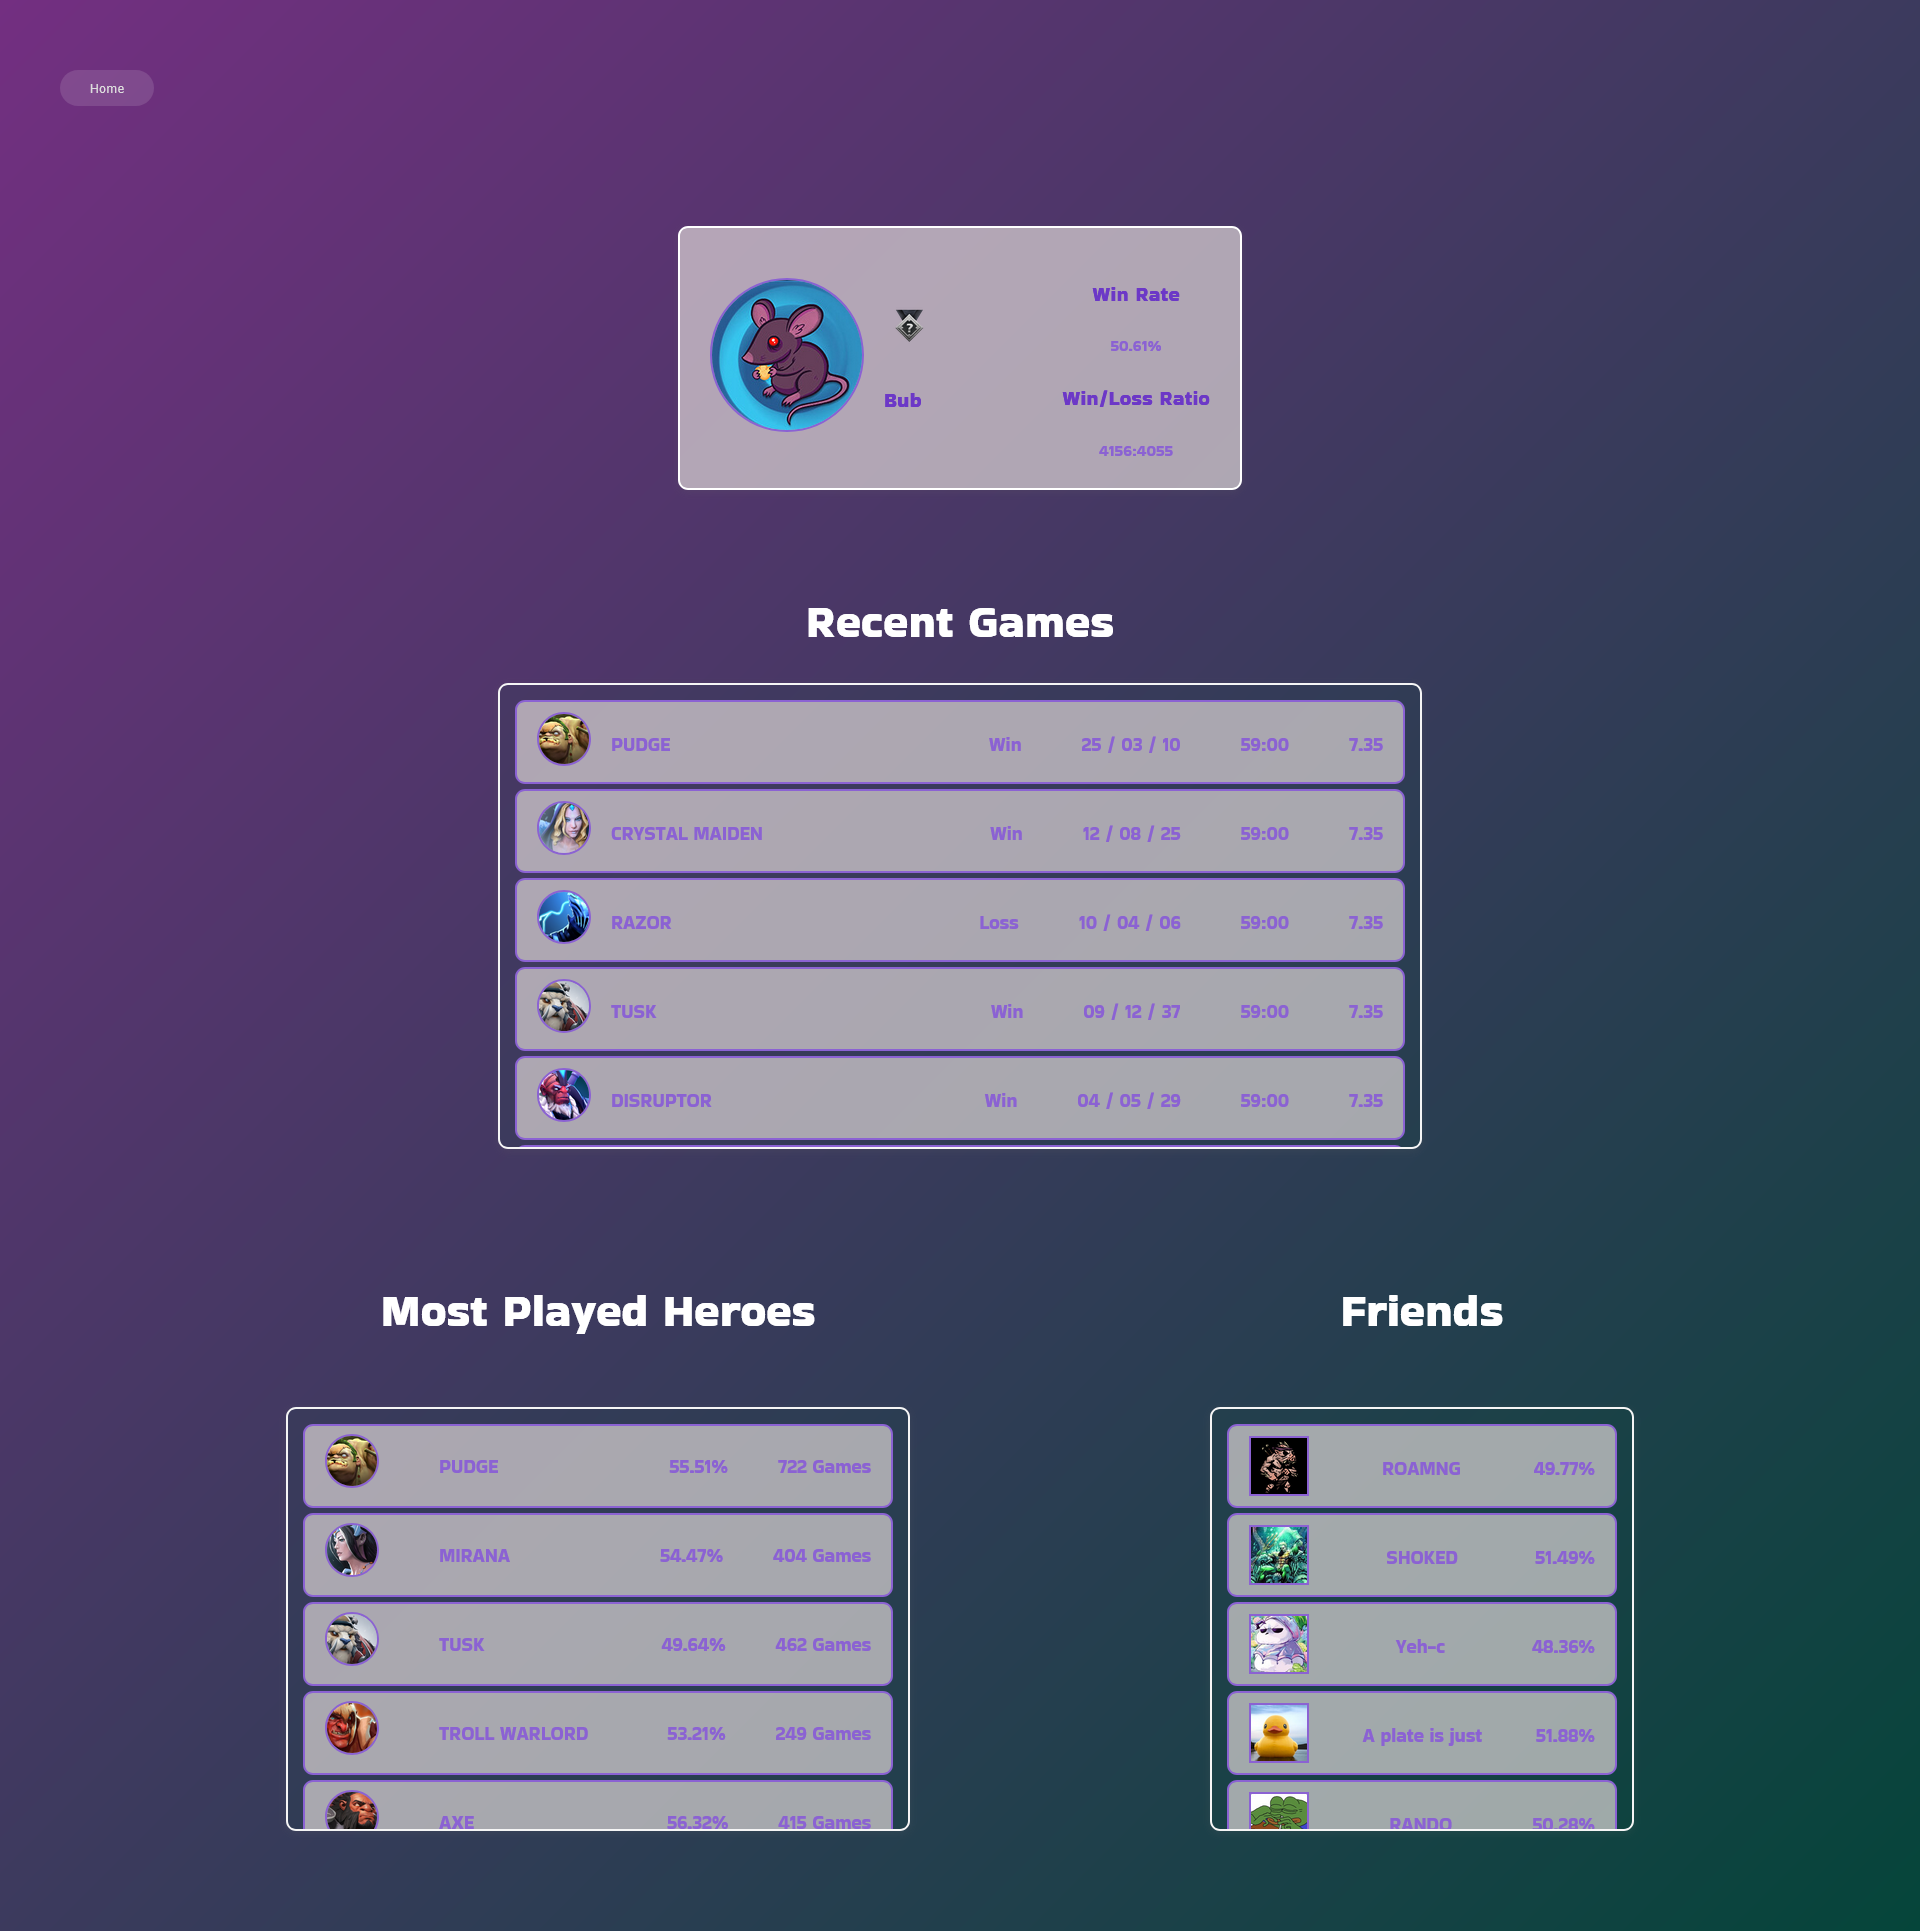 Home
Win Rate
50.61%
Bub
Win/Loss Ratio
4156:4055
Recent Games
PUDGE Win 25 / 03 / 10 59:00 7.35
CRYSTAL MAIDEN Win 12 / 08 / 25 59:00 7.35
RAZOR Loss 10 / 04 / 06 59:00 7.35
TUSK Win 09 / 12 / 37 59:00 7.35
DISRUPTOR Win 04 / 05 / 29 59:00 7.35
Most Played Heroes
PUDGE 55.51% 722 Games
MIRANA 54.47% 404 Games
TUSK 49.64% 462 Games
TROLL WARLORD 53.21% 249 Games
AXE 56.32% 415 Games
Friends
ROAMNG 49.77%
SHOKED 51.49%
Yeh-c 48.36%
A plate is just 51.88%
RANDO 50.28%